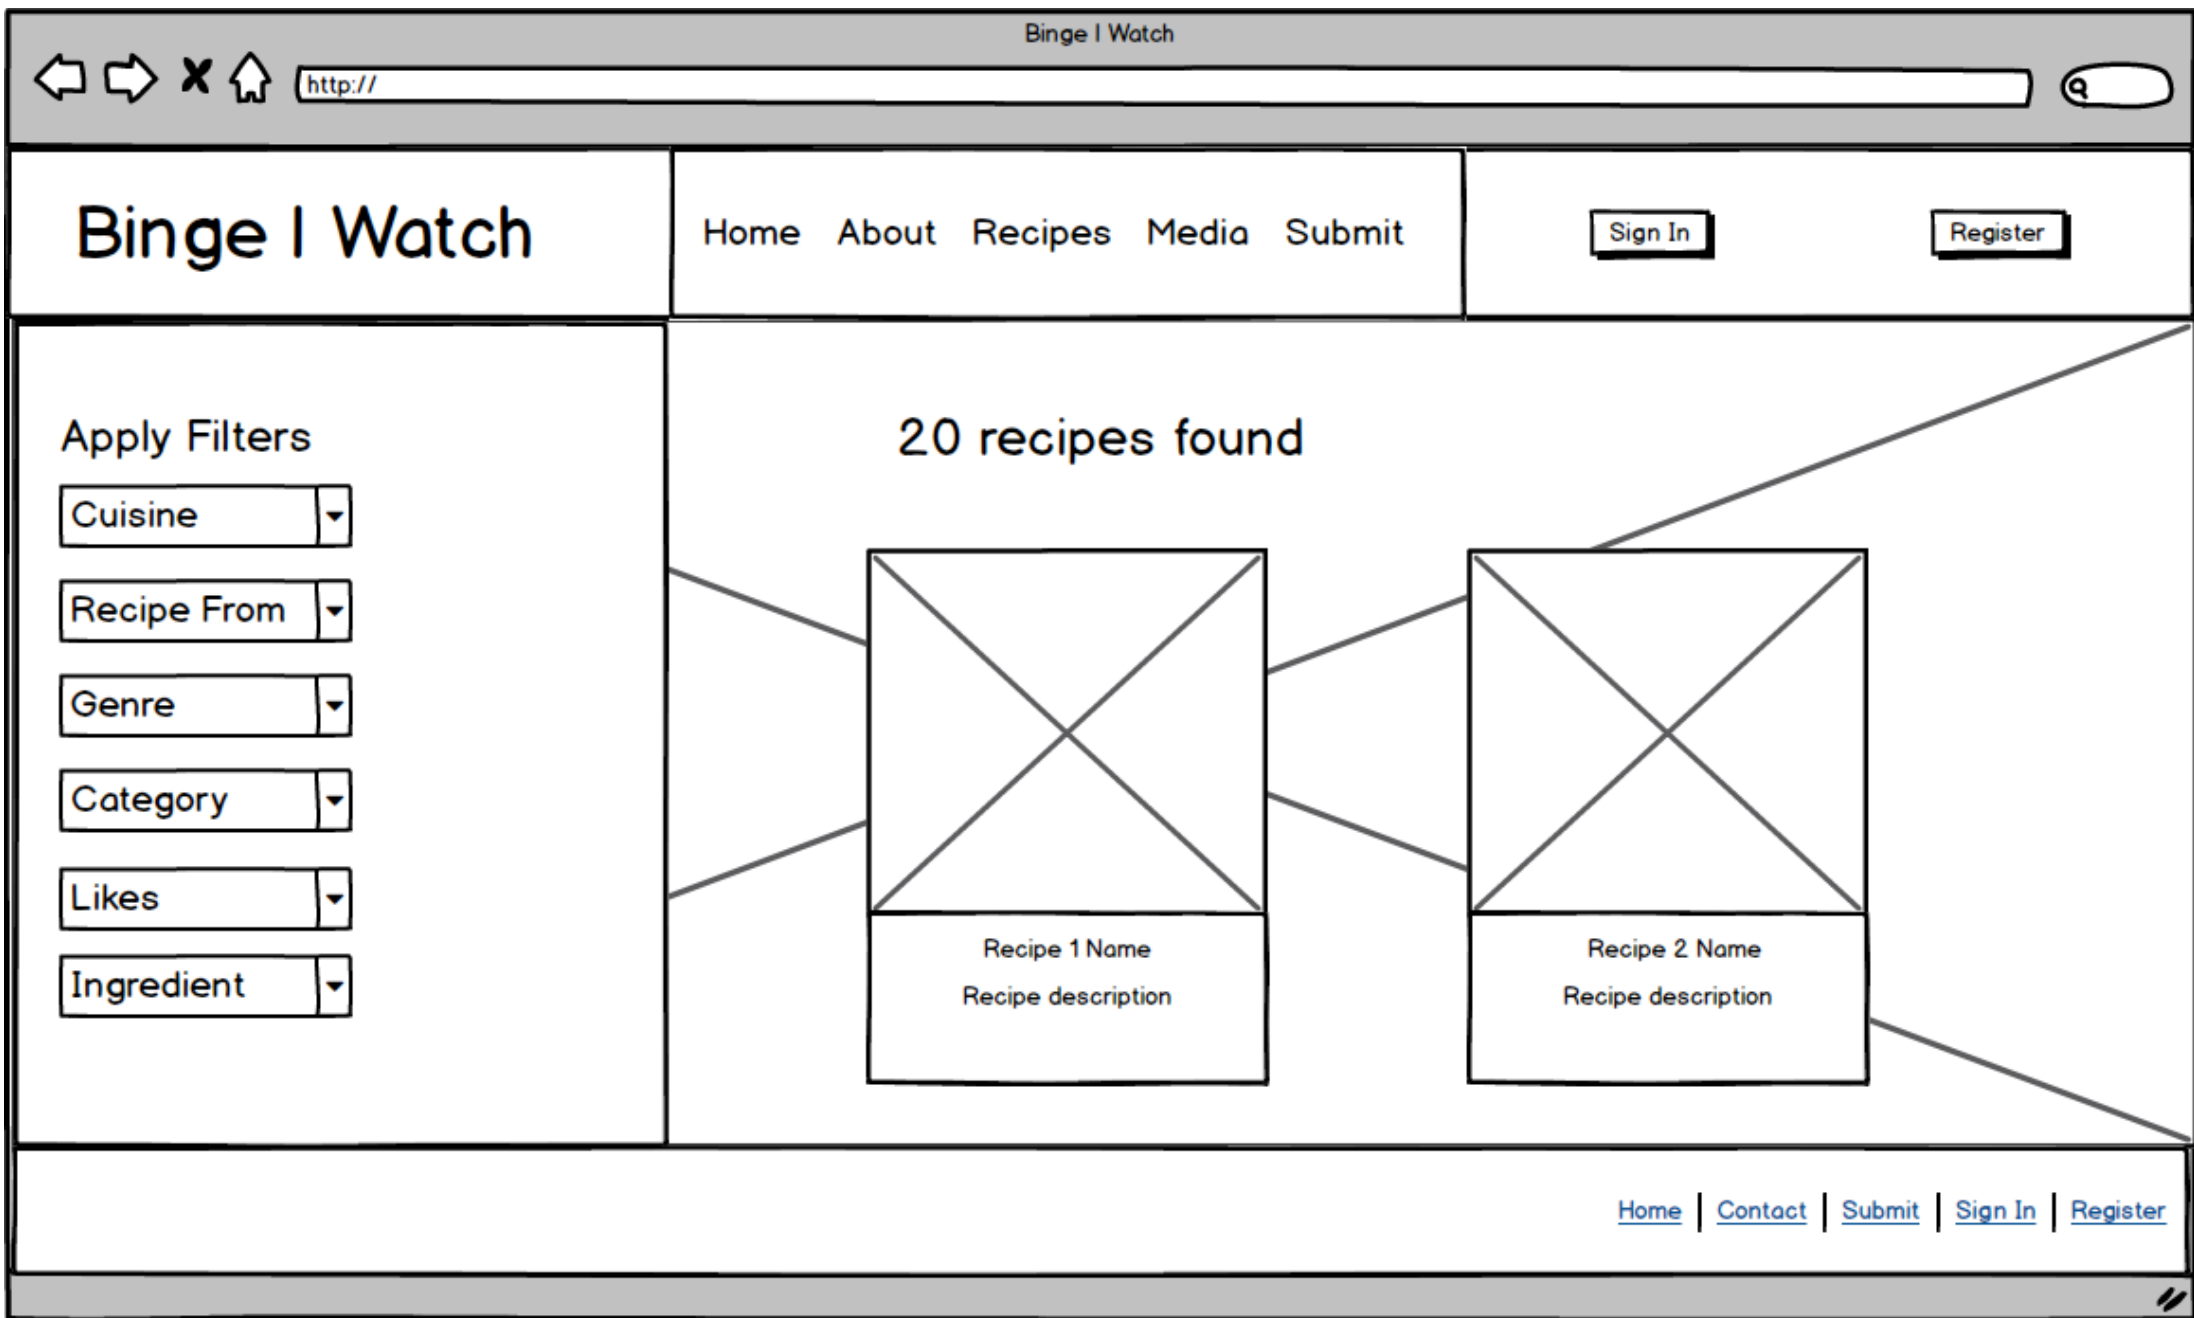 Binge | Watch
http://
Binge | Watch
Home About Recipes Media Submit
Sign In
Register
Apply Filters
Cuisine
Recipe From
Genre
Category
Likes
Ingredient
20 recipes found
Recipe 1 Name
Recipe description
Recipe 2 Name
Recipe description
Home | Contact | Submit | Sign In | Register